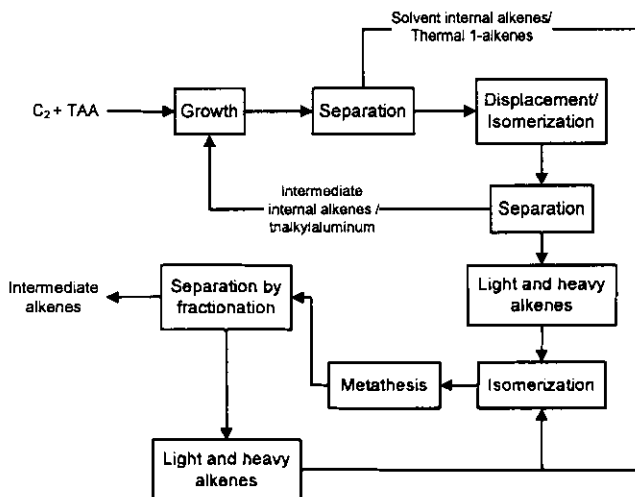 Solvent internal alkenes/
Thermal 1-alkenes
C₂ + TAA
Growth
Separation
Displacement/
Isomerization
Intermediate
internal alkenes /
trialkylaluminum
Separation
Intermediate
alkenes
Separation by
fractionation
Light and heavy
alkenes
Metathesis
Isomerization
Light and heavy
alkenes